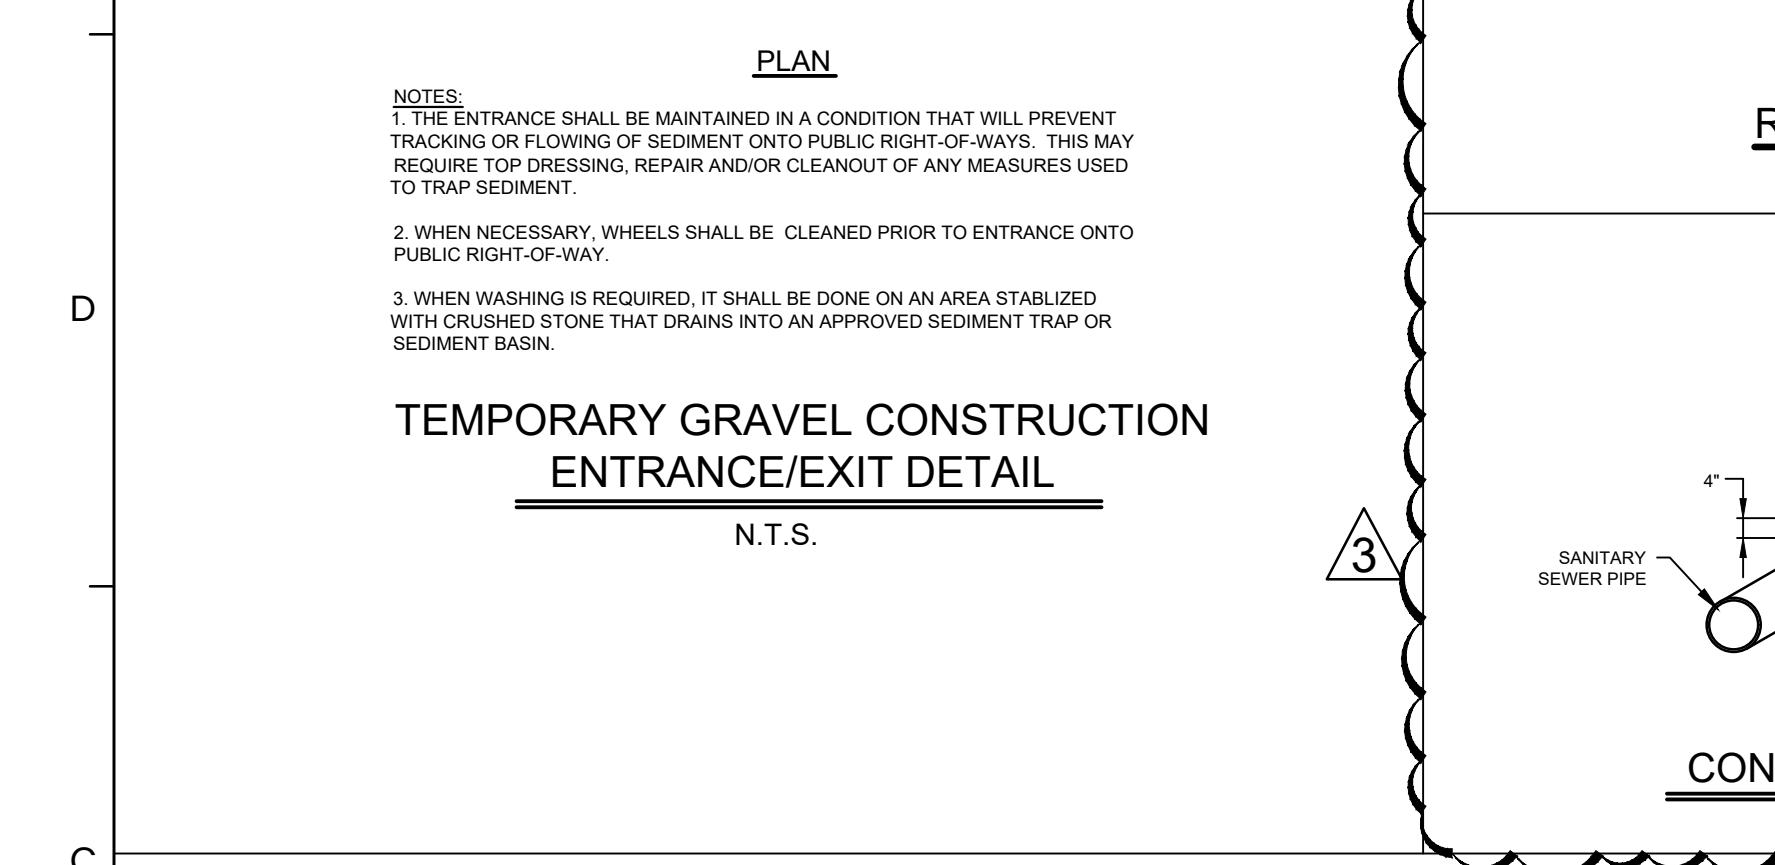 PLAN
NOTES:
1. THE ENTRANCE SHALL BE MAINTAINED IN A CONDITION THAT WILL PREVENT
TRACKING OR FLOWING OF SEDIMENT ONTO PUBLIC RIGHT-OF-WAYS. THIS MAY
REQUIRE TOP DRESSING, REPAIR AND/OR CLEANOUT OF ANY MEASURES USED
TO TRAP SEDIMENT.
2. WHEN NECESSARY, WHEELS SHALL BE CLEANED PRIOR TO ENTRANCE ONTO
PUBLIC RIGHT-OF-WAY.
3. WHEN WASHING IS REQUIRED, IT SHALL BE DONE ON AN AREA STABLIZED
WITH CRUSHED STONE THAT DRAINS INTO AN APPROVED SEDIMENT TRAP OR
SEDIMENT BASIN.
TEMPORARY GRAVEL CONSTRUCTION
ENTRANCE/EXIT DETAIL
N.T.S.
D
C
3
R
4"
SANITARY
SEWER PIPE
CON